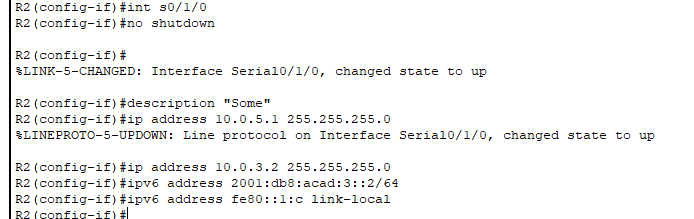 R2(config-if)#int s0/1/0
R2(config-if)#no shutdown
R2(config-if)#
%LINK-5-CHANGED: Interface Serial0/1/0, changed state to up
R2(config-if)#description "Some"
R2(config-if)#ip address 10.0.5.1 255.255.255.0
%LINEPROTO-5-UPDOWN: Line protocol on Interface Serial0/1/0, changed state to up
R2(config-if)#ip address 10.0.3.2 255.255.255.0
R2(config-if)#ipv6 address 2001:db8:acad:3::2/64
R2(config-if)#ipv6 address fe80::1:c link-local
R2(config-if)#